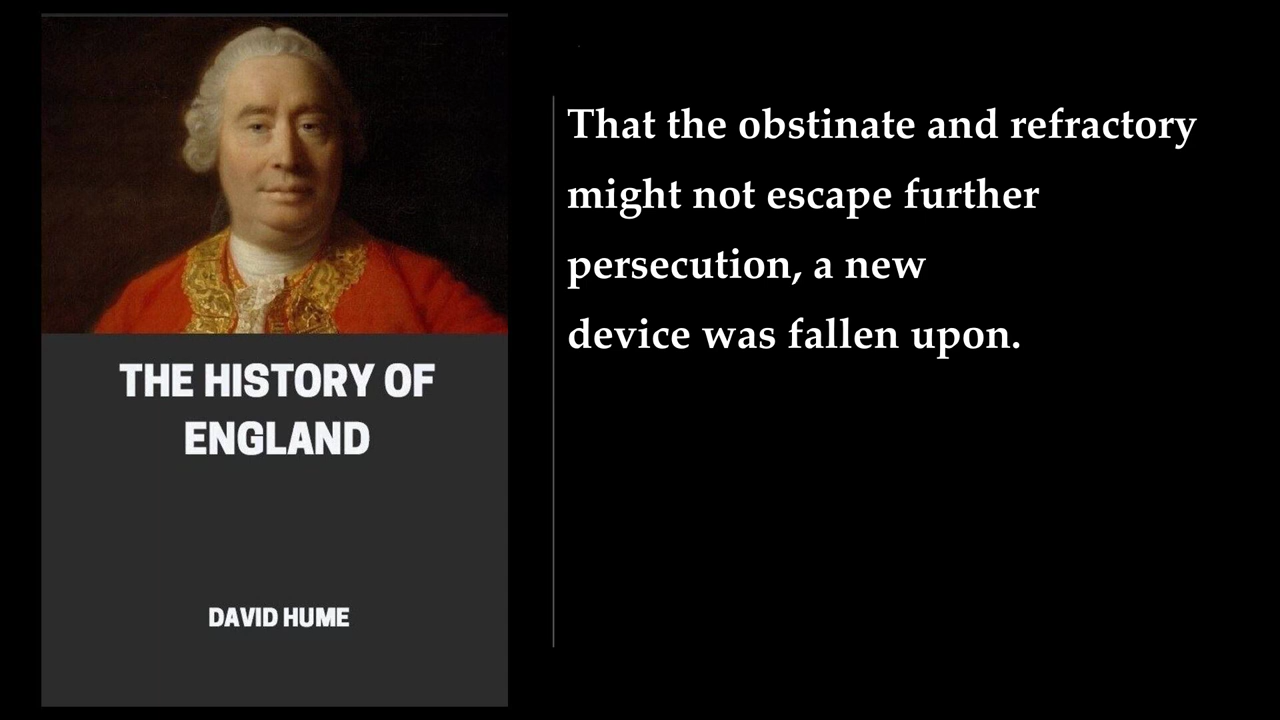 THE HISTORY OF
ENGLAND
DAVID HUME
That the obstinate and refractory
might not escape further
persecution, a new
device was fallen upon.